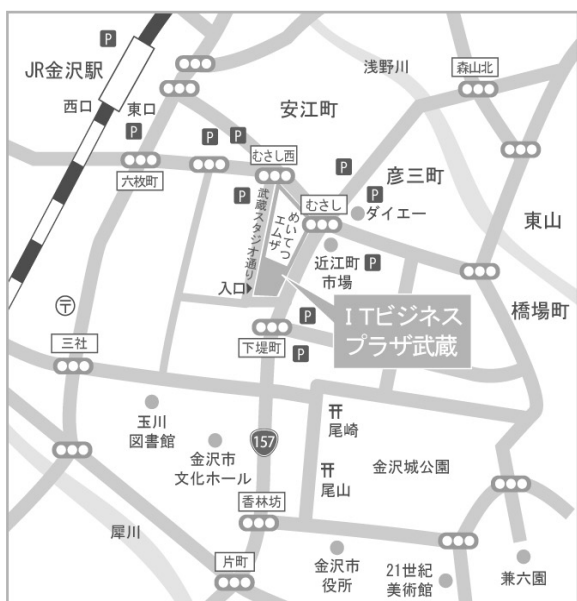 P
JR金沢駅
西口
東口
浅野川
森山北
安江町
P
P
P
むさし西
六枚町
P
彦三町
P
P
ダイエー
むさし
武蔵スタジオ通り
めいてつ
エムザ
東山
近江町
市場
P
入口
橋場町
ITビジネス
プラザ武蔵
〒
P
下堤町
P
三社
玉川
図書館
尾崎
157
金沢市
文化ホール
尾山
金沢城公園
香林坊
犀川
片町
金沢市
役所
21世紀
美術館
兼六園